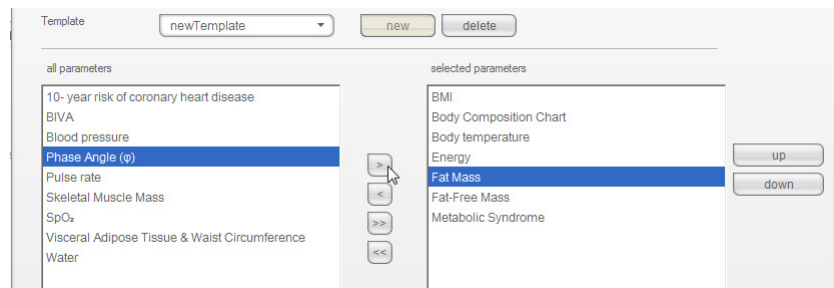 Template newTemplate new delete
all parameters selected parameters
10- year risk of coronary heart disease
BIVA
Blood pressure
Phase Angle (φ)
Pulse rate
Skeletal Muscle Mass
SpO₂
Visceral Adipose Tissue & Waist Circumference
Water
>
<
>>
<<
BMI
Body Composition Chart
Body temperature
Energy
Fat Mass
Fat-Free Mass
Metabolic Syndrome
up
down